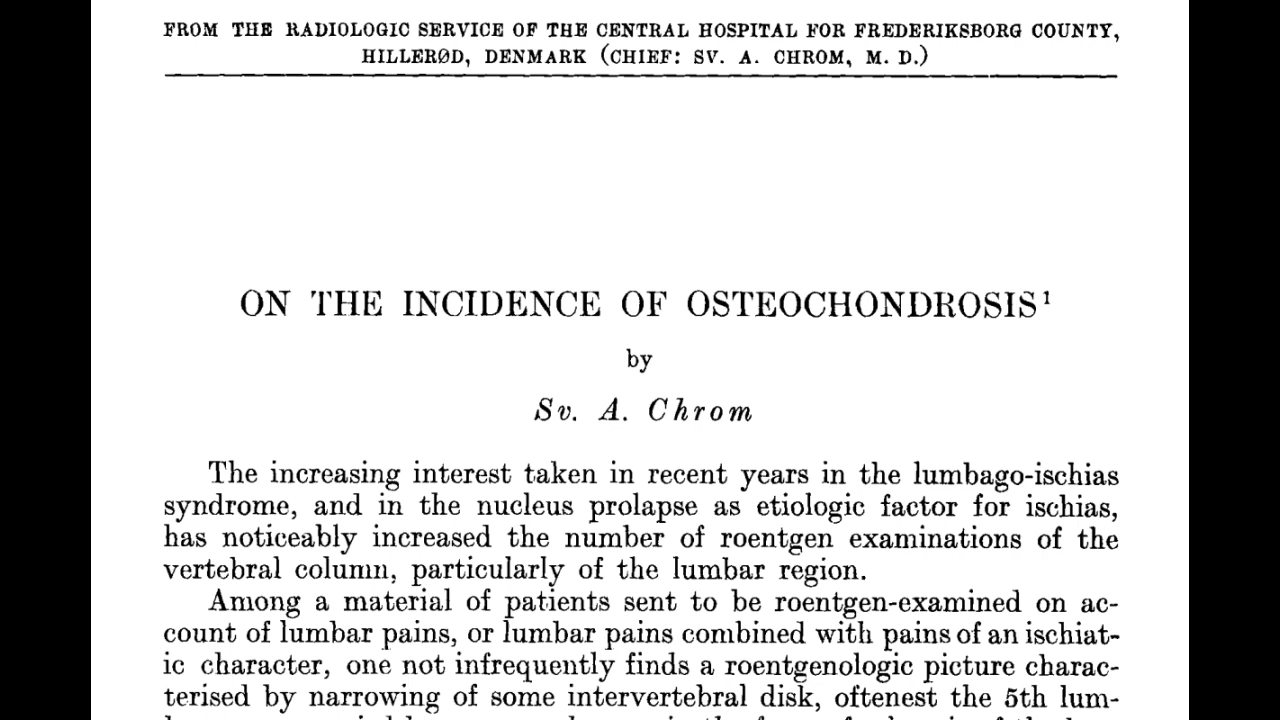 FROM THE RADIOLOGIC SERVICE OF THE CENTRAL HOSPITAL FOR FREDERIKSBORG COUNTY,
HILLERØD, DENMARK (CHIEF: SV. A. CHROM, M. D.)
ON THE INCIDENCE OF OSTEOCHONDROSIS¹
by
Sv. A. Chrom
The increasing interest taken in recent years in the lumbago-ischias
syndrome, and in the nucleus prolapse as etiologic factor for ischias,
has noticeably increased the number of roentgen examinations of the
vertebral column, particularly of the lumbar region.
Among a material of patients sent to be roentgen-examined on ac-
count of lumbar pains, or lumbar pains combined with pains of an ischiat-
ic character, one not infrequently finds a roentgenologic picture charac-
terised by narrowing of some intervertebral disk, oftenest the 5th lum-